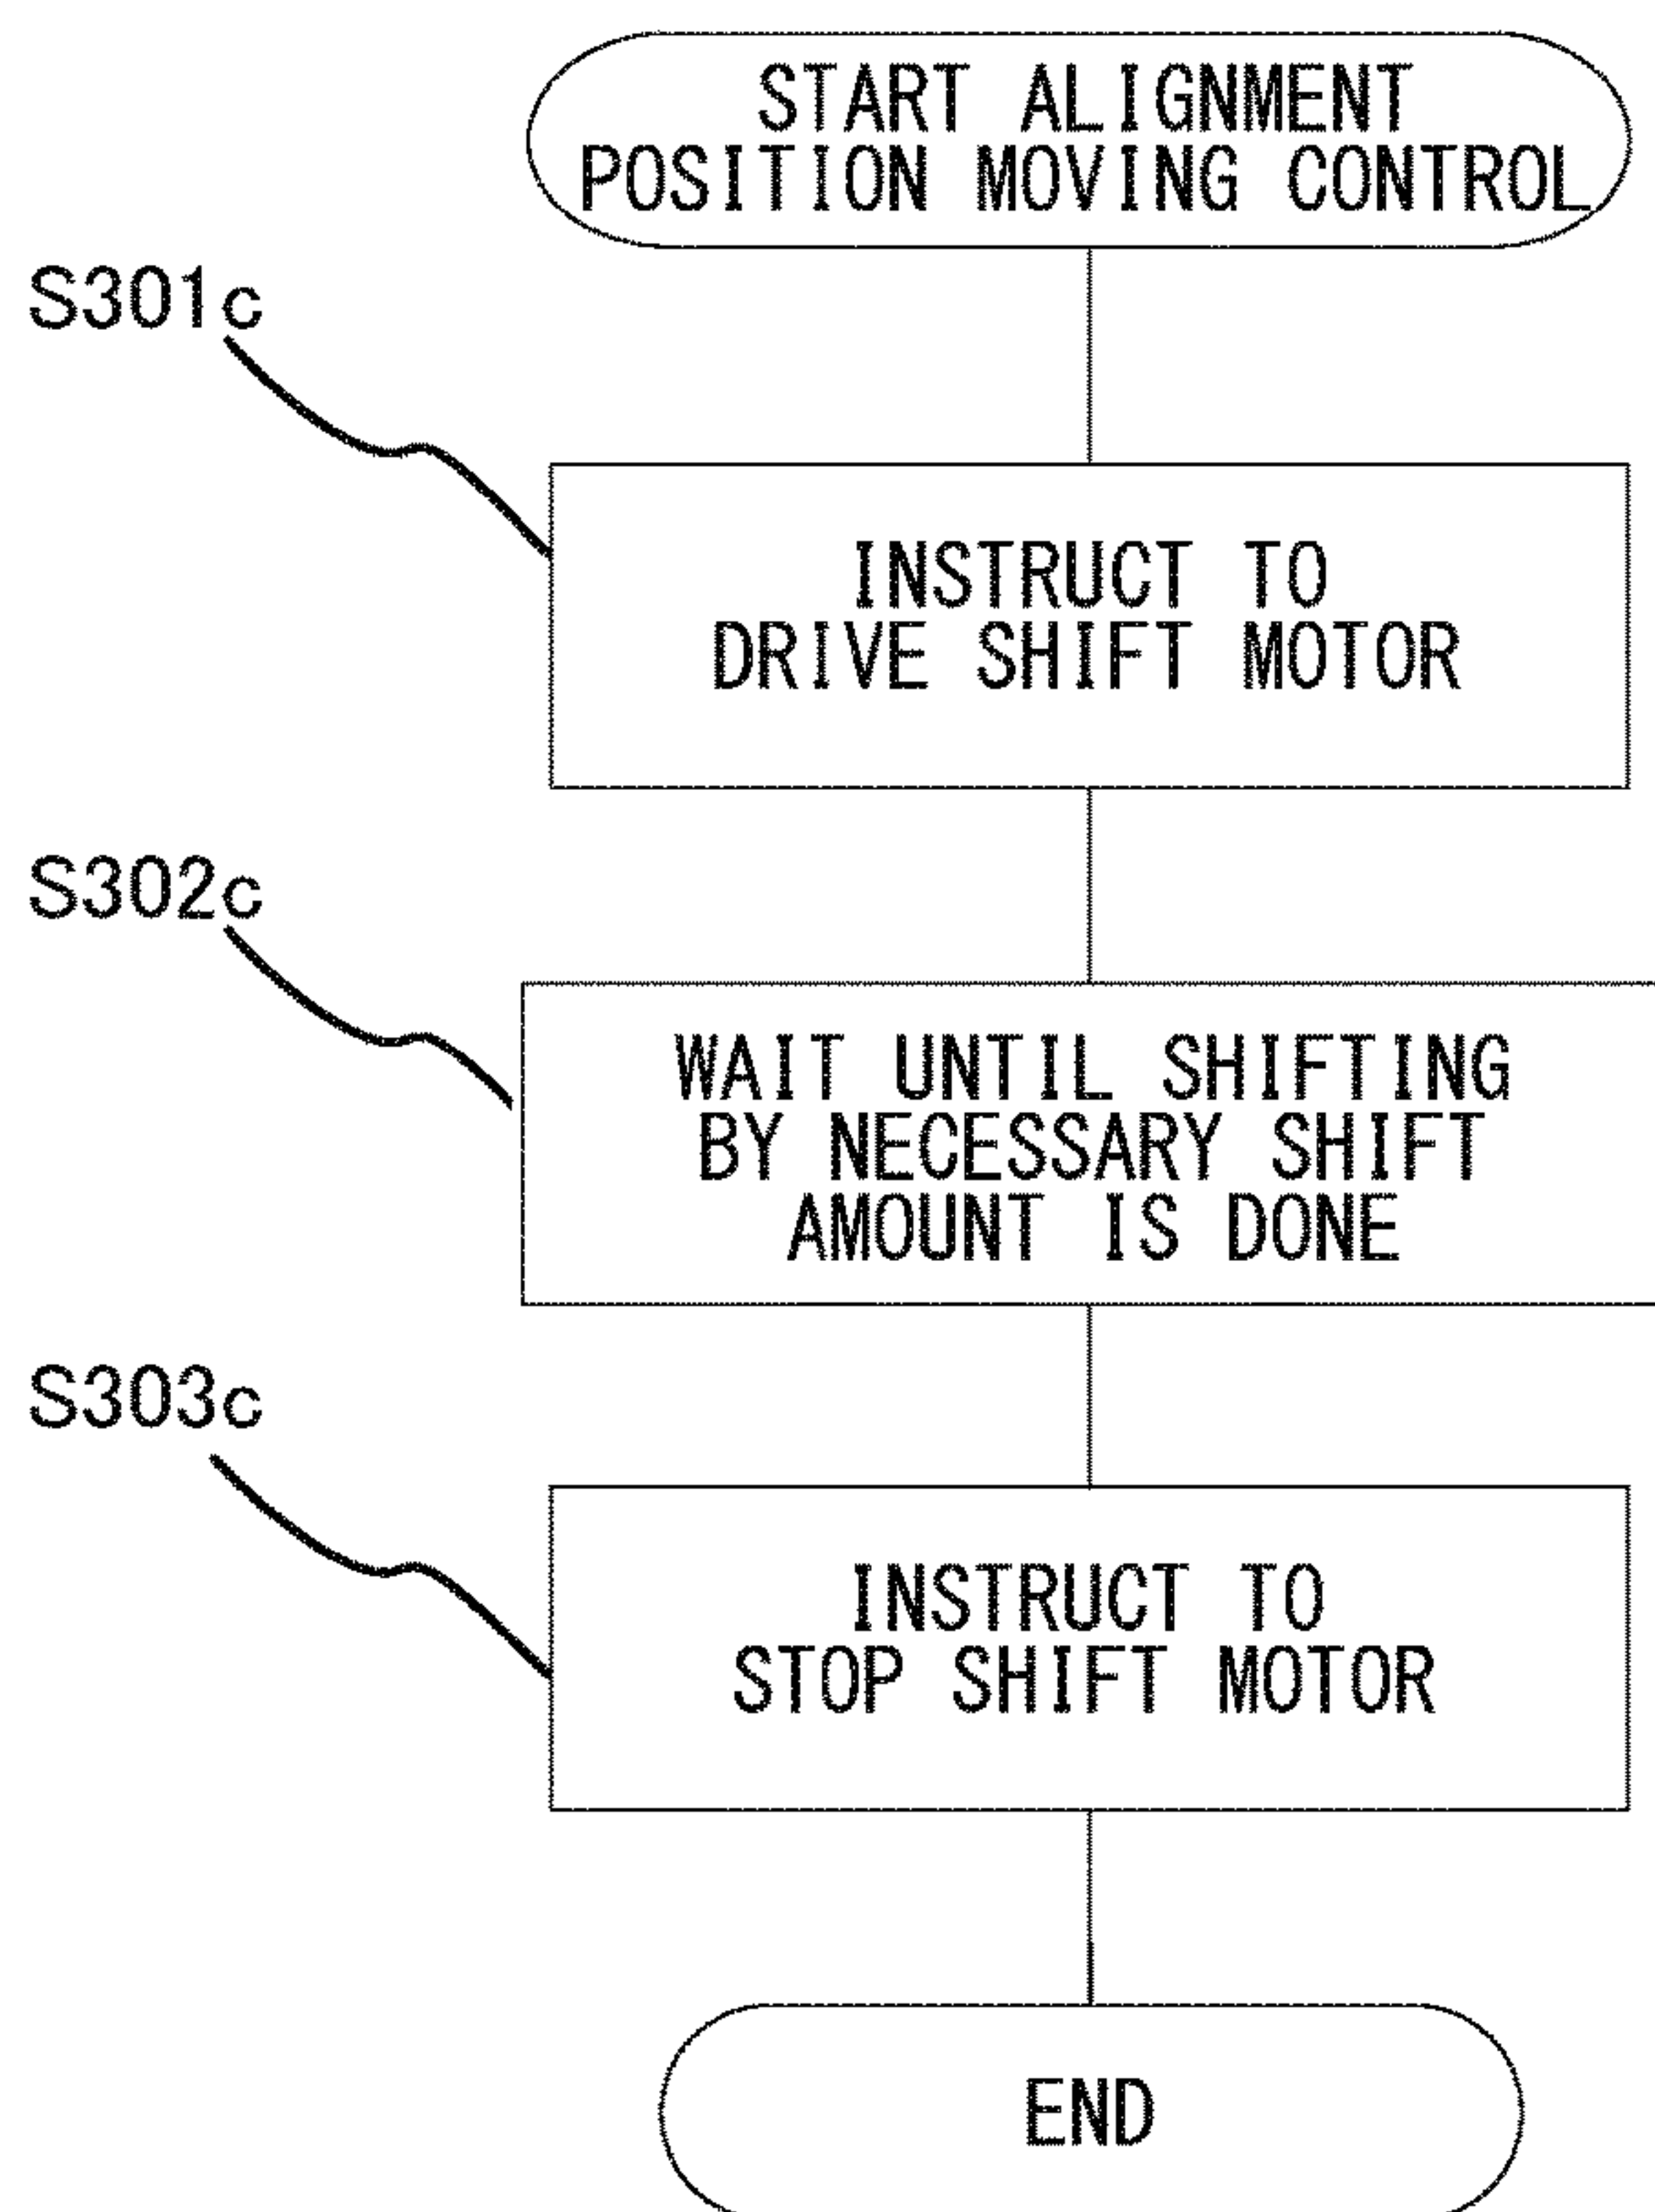 START ALIGNMENT
POSITION MOVING CONTROL
S301c
INSTRUCT TO
DRIVE SHIFT MOTOR
S302c
WAIT UNTIL SHIFTING
BY NECESSARY SHIFT
AMOUNT IS DONE
S303c
INSTRUCT TO
STOP SHIFT MOTOR
END